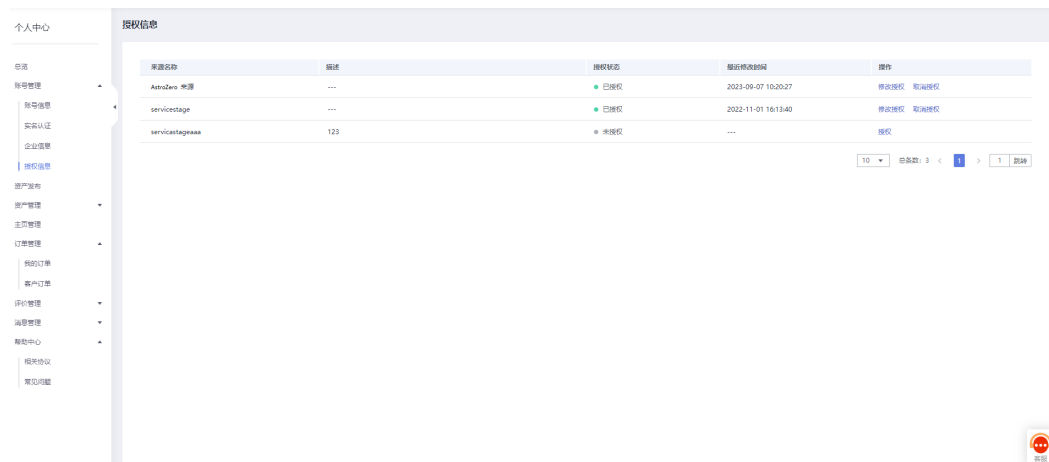 个人中心
授权信息
总览
账号管理
账号信息
实名认证
企业信息
授权信息
资产发布
资产管理
主页管理
订单管理
我的订单
客户订单
评价管理
消息管理
帮助中心
相关协议
常见问题
来源名称 描述 授权状态 最近修改时间 操作
AstroZero 来源 --- 已授权 2023-09-07 10:20:27 修改授权 取消授权
servicestage --- 已授权 2022-11-01 16:13:40 修改授权 取消授权
servicastageaaa 123 未授权 --- 授权
10 总条数: 3 < 1 > 1 跳转
客服